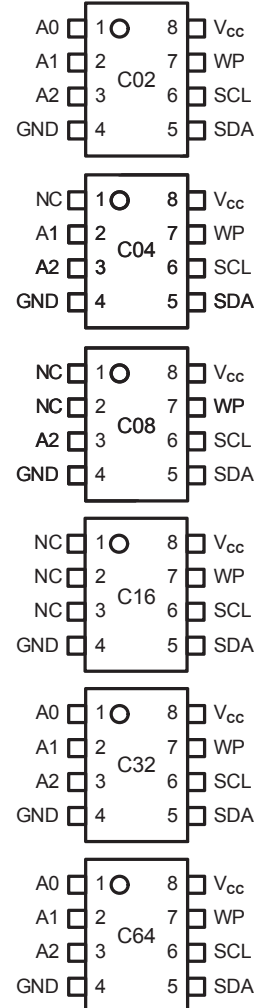 A0 1 8 VCC
A1 2 7 WP
C02
A2 3 6 SCL
GND 4 5 SDA
NC 1 8 VCC
A1 2 7 WP
C04
A2 3 6 SCL
GND 4 5 SDA
NC 1 8 VCC
NC 2 7 WP
C08
A2 3 6 SCL
GND 4 5 SDA
NC 1 8 VCC
NC 2 7 WP
C16
NC 3 6 SCL
GND 4 5 SDA
A0 1 8 VCC
A1 2 7 WP
C32
A2 3 6 SCL
GND 4 5 SDA
A0 1 8 VCC
A1 2 7 WP
C64
A2 3 6 SCL
GND 4 5 SDA